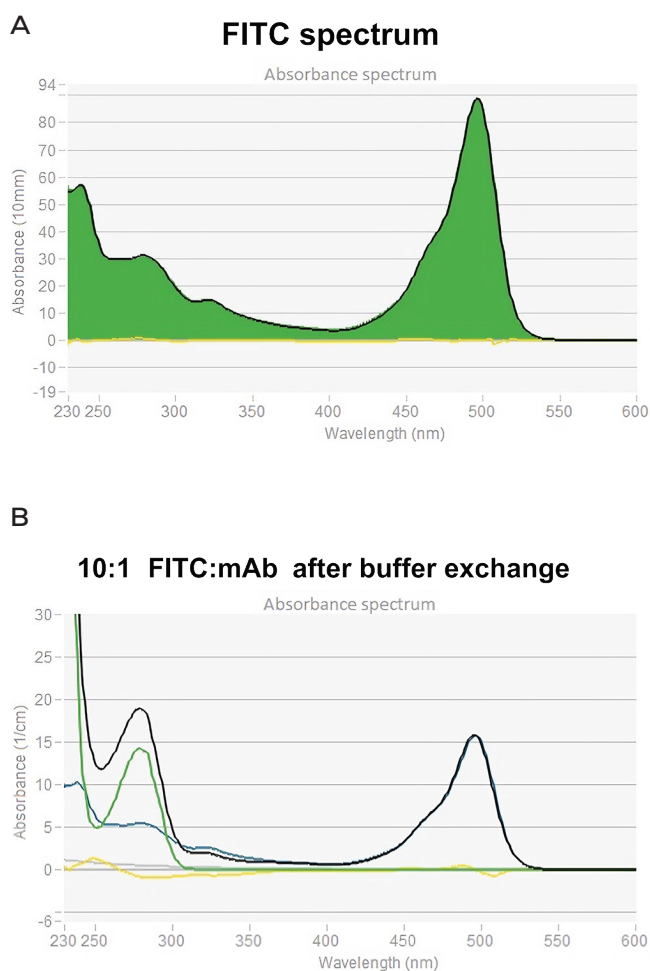 A
FITC spectrum
Absorbance spectrum
94
80
70
60
50
40
30
20
10
0
-10
-19
Absorbance (10mm)
230 250 300 350 400 450 500 550 600
Wavelength (nm)
B
10:1 FITC:mAb after buffer exchange
Absorbance spectrum
30
25
20
15
10
5
0
-6
Absorbance (1/cm)
230 250 300 350 400 450 500 550 600
Wavelength (nm)